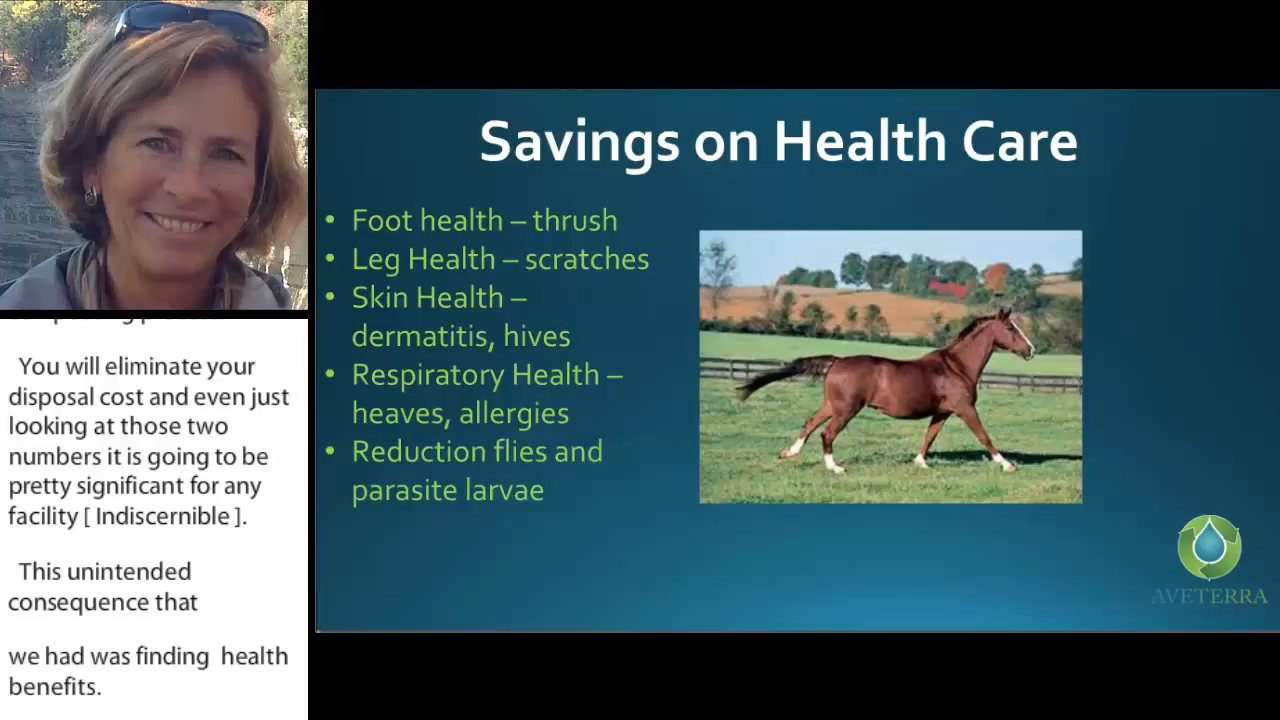 Savings on Health Care
• Foot health – thrush
• Leg Health – scratches
• Skin Health –
dermatitis, hives
• Respiratory Health –
heaves, allergies
• Reduction flies and
parasite larvae
AVETERRA
You will eliminate your
disposal cost and even just
looking at those two
numbers it is going to be
pretty significant for any
facility [ Indiscernible ].
This unintended
consequence that
we had was finding health
benefits.